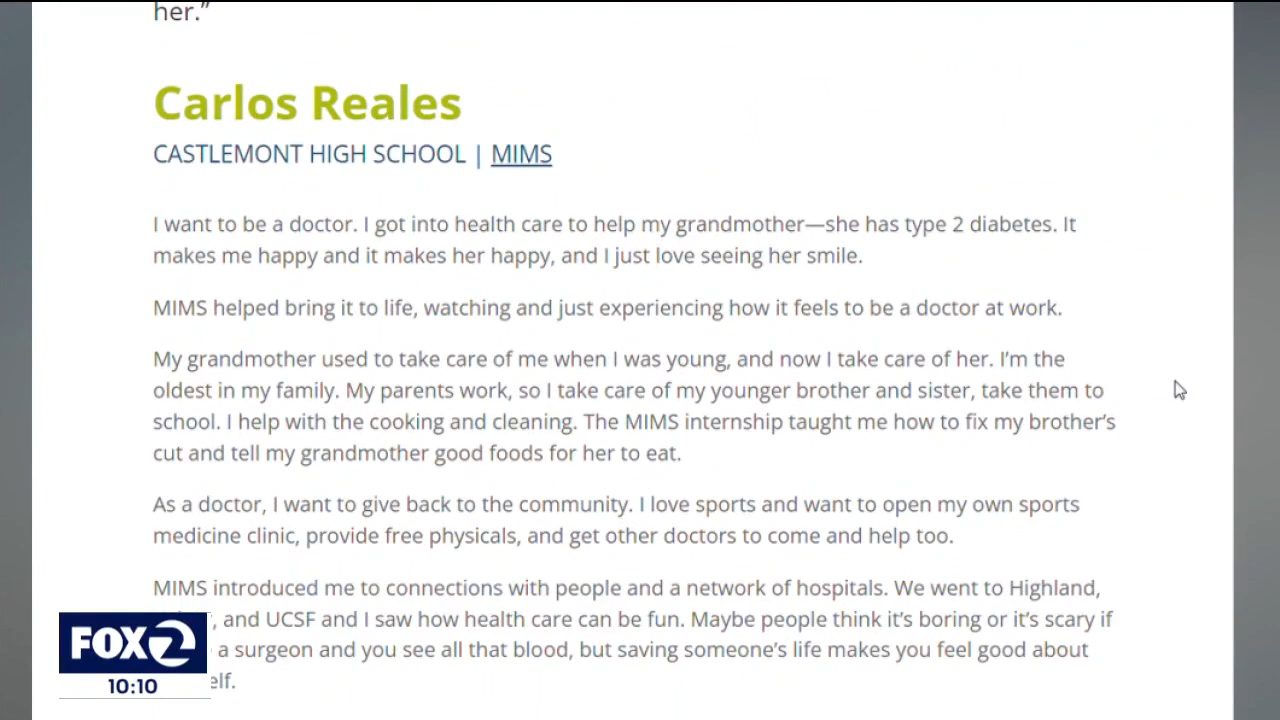 her.”
Carlos Reales
CASTLEMONT HIGH SCHOOL | MIMS
I want to be a doctor. I got into health care to help my grandmother—she has type 2 diabetes. It
makes me happy and it makes her happy, and I just love seeing her smile.
MIMS helped bring it to life, watching and just experiencing how it feels to be a doctor at work.
My grandmother used to take care of me when I was young, and now I take care of her. I’m the
oldest in my family. My parents work, so I take care of my younger brother and sister, take them to
school. I help with the cooking and cleaning. The MIMS internship taught me how to fix my brother’s
cut and tell my grandmother good foods for her to eat.
As a doctor, I want to give back to the community. I love sports and want to open my own sports
medicine clinic, provide free physicals, and get other doctors to come and help too.
MIMS introduced me to connections with people and a network of hospitals. We went to Highland,
, and UCSF and I saw how health care can be fun. Maybe people think it’s boring or it’s scary if
a surgeon and you see all that blood, but saving someone’s life makes you feel good about
elf.
FOX 2
10:10